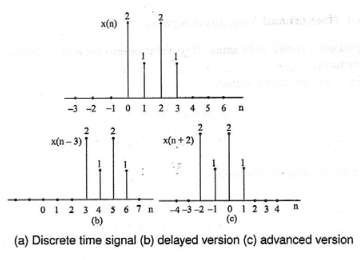 x(n)
2 2
1 1
-3 -2 -1 0 1 2 3 4 5 6 n
x(n-3) 2 2
1 1
0 1 2 3 4 5 6 7 n
(b)
x(n+2) 2 2
1 1
-4 -3 -2 -1 0 1 2 3 4 n
(c)
(a) Discrete time signal (b) delayed version (c) advanced version